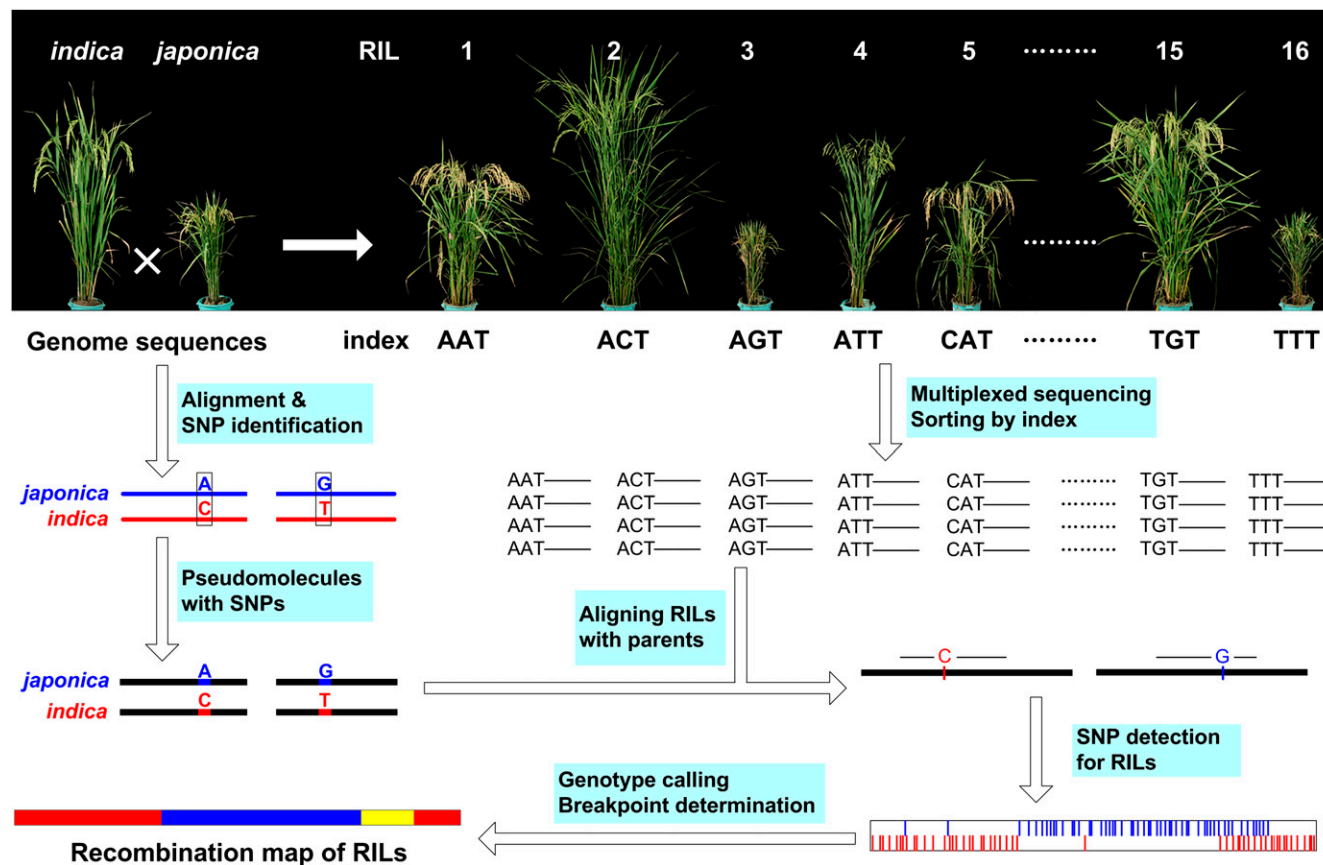 indica japonica RIL 1 2 3 4 5 ……… 15 16
×
Genome sequences index AAT ACT AGT ATT CAT ……… TGT TTT
Alignment &
SNP identification
Multiplexed sequencing
Sorting by index
japonica A G
indica C T
AAT ACT AGT ATT CAT ……… TGT TTT
AAT ACT AGT ATT CAT ……… TGT TTT
AAT ACT AGT ATT CAT ……… TGT TTT
AAT ACT AGT ATT CAT ……… TGT TTT
Pseudomolecules
with SNPs
Aligning RILs
with parents
japonica A G
indica C T
C G
SNP detection
for RILs
Genotype calling
Breakpoint determination
Recombination map of RILs